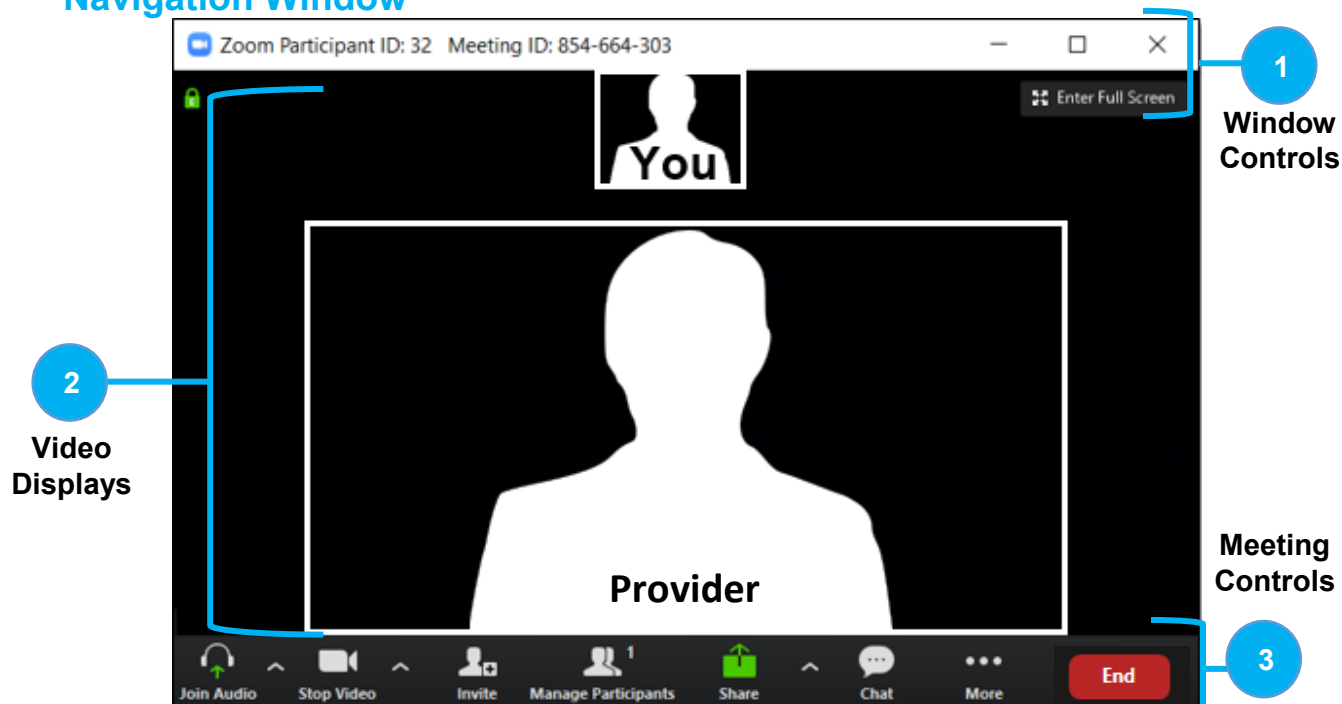 Navigation Window
Zoom Participant ID: 32 Meeting ID: 854-664-303
Enter Full Screen
1
Window
Controls
You
2
Video
Displays
Provider
Meeting
Controls
3
Join Audio
Stop Video
Invite
1
Manage Participants
Share
Chat
More
End